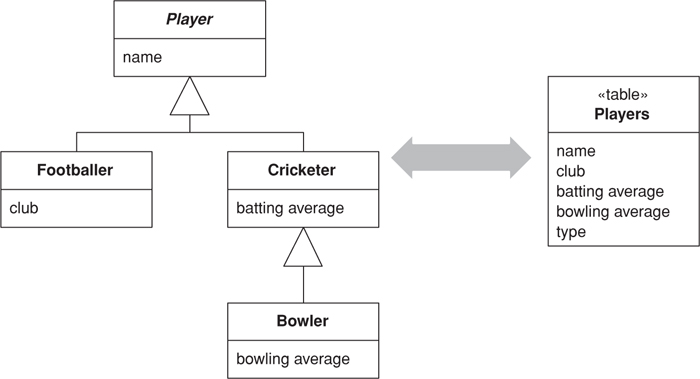 Player
name
Footballer
club
Cricketer
batting average
Bowler
bowling average
«table»
Players
name
club
batting average
bowling average
type